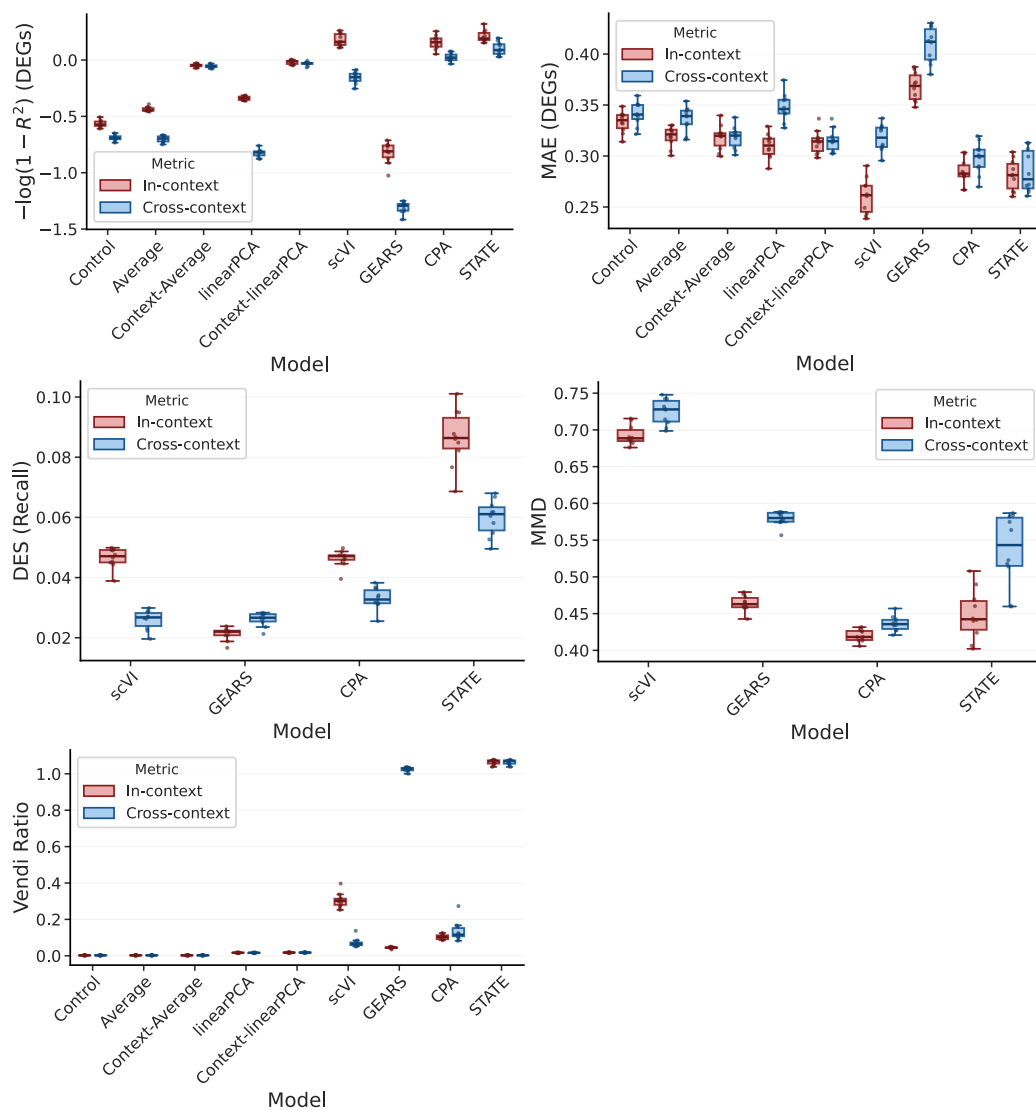 −log(1 − R²) (DEGs)
0.0
−0.5
−1.0
−1.5
Metric
In-context
Cross-context
Control
Average
Context-Average
linearPCA
Context-linearPCA
scVI
GEARS
CPA
STATE
Model
MAE (DEGs)
0.40
0.35
0.30
0.25
Metric
In-context
Cross-context
Control
Average
Context-Average
linearPCA
Context-linearPCA
scVI
GEARS
CPA
STATE
Model
DES (Recall)
0.10
0.08
0.06
0.04
0.02
Metric
In-context
Cross-context
scVI
GEARS
CPA
STATE
Model
MMD
0.75
0.70
0.65
0.60
0.55
0.50
0.45
0.40
Metric
In-context
Cross-context
scVI
GEARS
CPA
STATE
Model
Vendi Ratio
1.0
0.8
0.6
0.4
0.2
0.0
Metric
In-context
Cross-context
Control
Average
Context-Average
linearPCA
Context-linearPCA
scVI
GEARS
CPA
STATE
Model